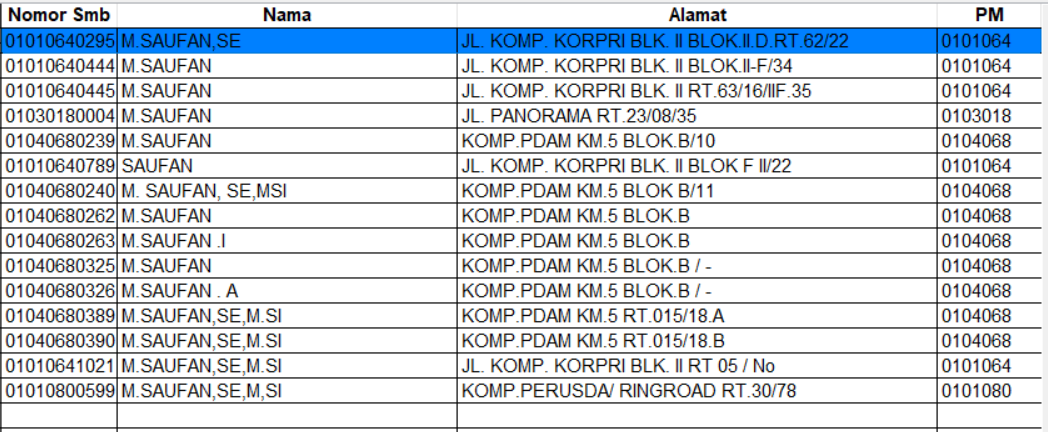 Nomor Smb Nama Alamat PM
01010640295 M.SAUFAN,SE JL. KOMP. KORPRI BLK. II BLOK.II.D.RT.62/22 0101064
01010640444 M.SAUFAN JL. KOMP. KORPRI BLK. II BLOK.II-F/34 0101064
01010640445 M.SAUFAN JL. KOMP. KORPRI BLK. II RT.63/16/IIF.35 0101064
01030180004 M.SAUFAN JL. PANORAMA RT.23/08/35 0103018
01040680239 M.SAUFAN KOMP.PDAM KM.5 BLOK.B/10 0104068
01010640789 SAUFAN JL. KOMP. KORPRI BLK. II BLOK F II/22 0101064
01040680240 M. SAUFAN, SE,MSI KOMP.PDAM KM.5 BLOK B/11 0104068
01040680262 M.SAUFAN KOMP.PDAM KM.5 BLOK.B 0104068
01040680263 M.SAUFAN .I KOMP.PDAM KM.5 BLOK.B 0104068
01040680325 M.SAUFAN KOMP.PDAM KM.5 BLOK.B / - 0104068
01040680326 M.SAUFAN . A KOMP.PDAM KM.5 BLOK.B / - 0104068
01040680389 M.SAUFAN,SE,M.SI KOMP.PDAM KM.5 RT.015/18.A 0104068
01040680390 M.SAUFAN,SE,M.SI KOMP.PDAM KM.5 RT.015/18.B 0104068
01010641021 M.SAUFAN,SE,M.SI JL. KOMP. KORPRI BLK. II RT 05 / No 0101064
01010800599 M.SAUFAN,SE,M,SI KOMP.PERUSDA/ RINGROAD RT.30/78 0101080